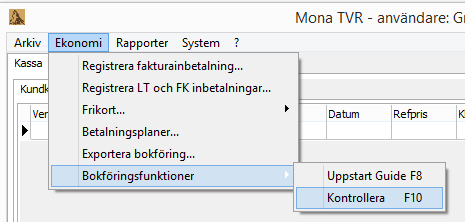 Mona TVR - användare: G
Arkiv Ekonomi Rapporter System ?
Kassa
Registrera fakturainbetalning...
Kundk
Registrera LT och FK inbetalningar...
Ver
Frikort...
Datum Refpris K
Betalningsplaner...
Exportera bokföring...
Bokföringsfunktioner
Uppstart Guide F8
Kontrollera F10